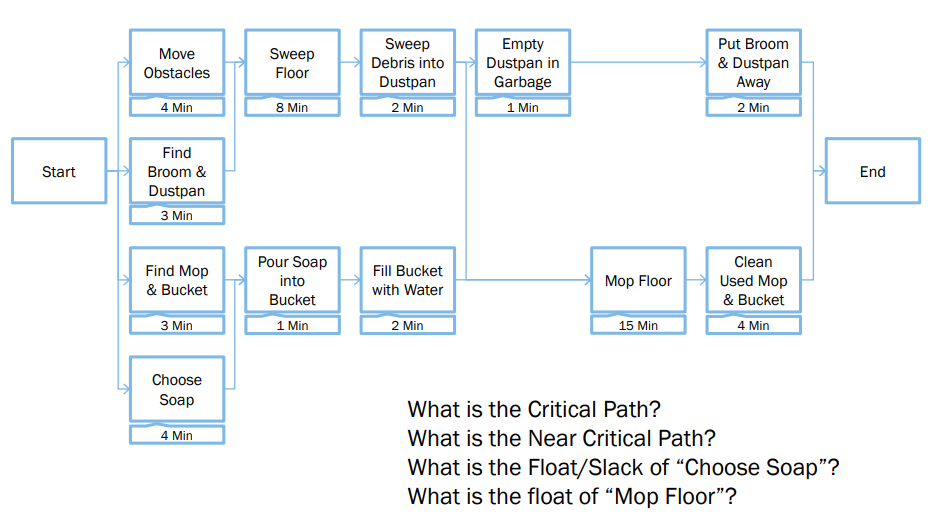 Move
Obstacles
4 Min
Sweep
Floor
8 Min
Sweep
Debris into
Dustpan
2 Min
Empty
Dustpan in
Garbage
1 Min
Put Broom
& Dustpan
Away
2 Min
Start
Find
Broom &
Dustpan
3 Min
End
Find Mop
& Bucket
3 Min
Pour Soap
into
Bucket
1 Min
Fill Bucket
with Water
2 Min
Mop Floor
15 Min
Clean
Used Mop
& Bucket
4 Min
Choose
Soap
4 Min
What is the Critical Path?
What is the Near Critical Path?
What is the Float/Slack of “Choose Soap”?
What is the float of “Mop Floor”?